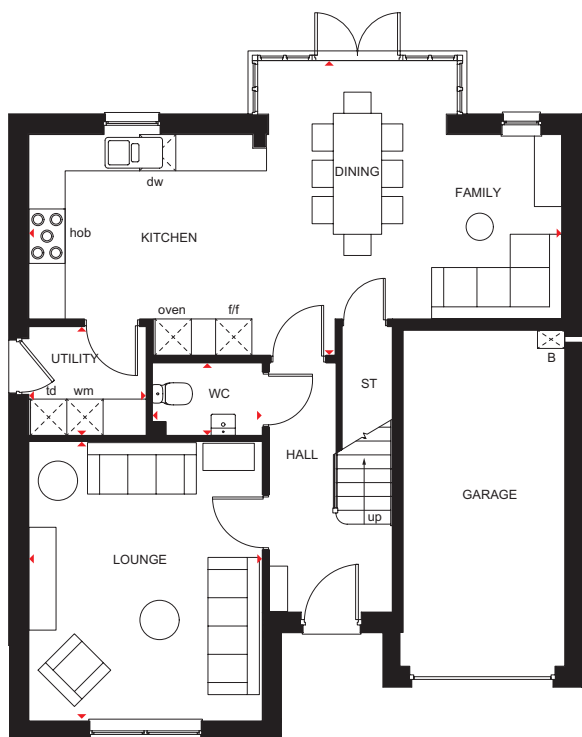 DINING
dw
FAMILY
hob
KITCHEN
oven
f/f
UTILITY
B
td
wm
WC
ST
HALL
GARAGE
up
LOUNGE